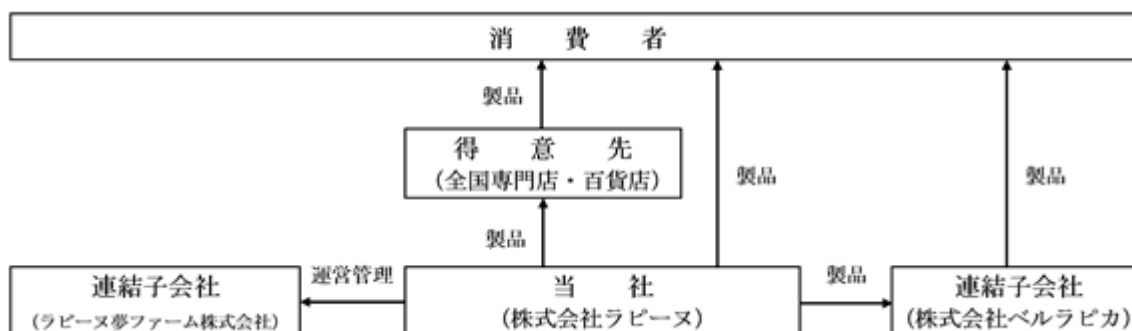 消費者
製品
得意先
(全国専門店・百貨店)
製品
製品
製品
連結子会社
(ラピーヌ夢ファーム株式会社)
運営管理
当社
(株式会社ラピーヌ)
製品
連結子会社
(株式会社ベルラピカ)